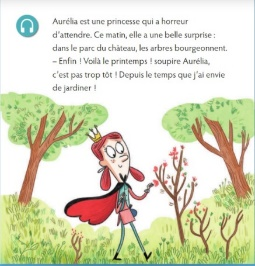 Aurélia est une princesse qui a horreur
d'attendre. Ce matin, elle a une belle surprise :
dans le parc du château, les arbres bourgeonnent.
– Enfin ! Voilà le printemps ! soupire Aurélia,
c'est pas trop tôt ! Depuis le temps que j'ai envie
de jardiner !